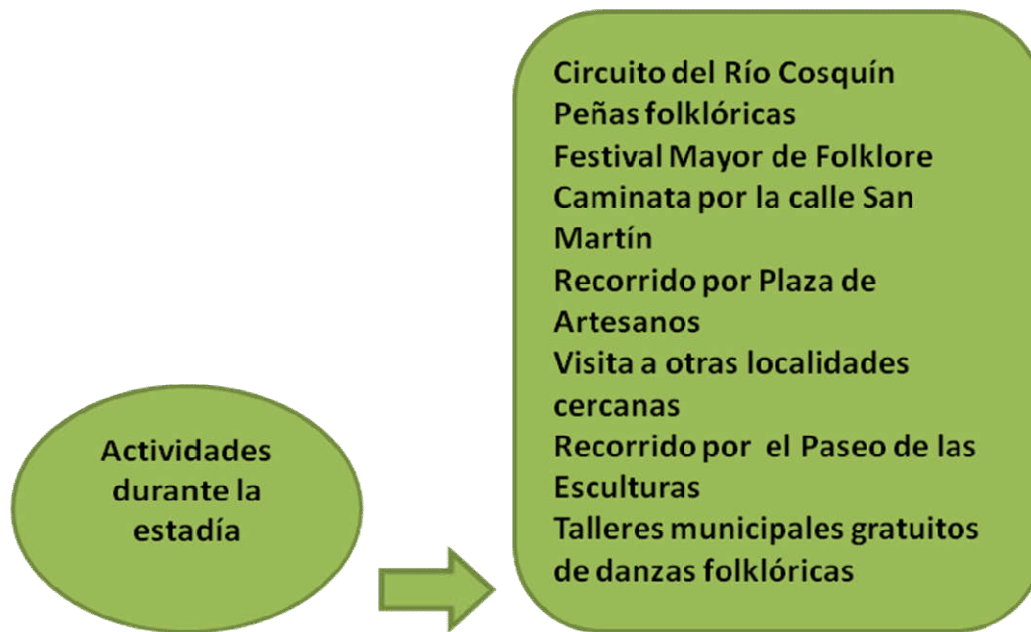 Actividades
durante la
estadía
Circuito del Río Cosquín
Peñas folklóricas
Festival Mayor de Folklore
Caminata por la calle San
Martín
Recorrido por Plaza de
Artesanos
Visita a otras localidades
cercanas
Recorrido por el Paseo de las
Esculturas
Talleres municipales gratuitos
de danzas folklóricas